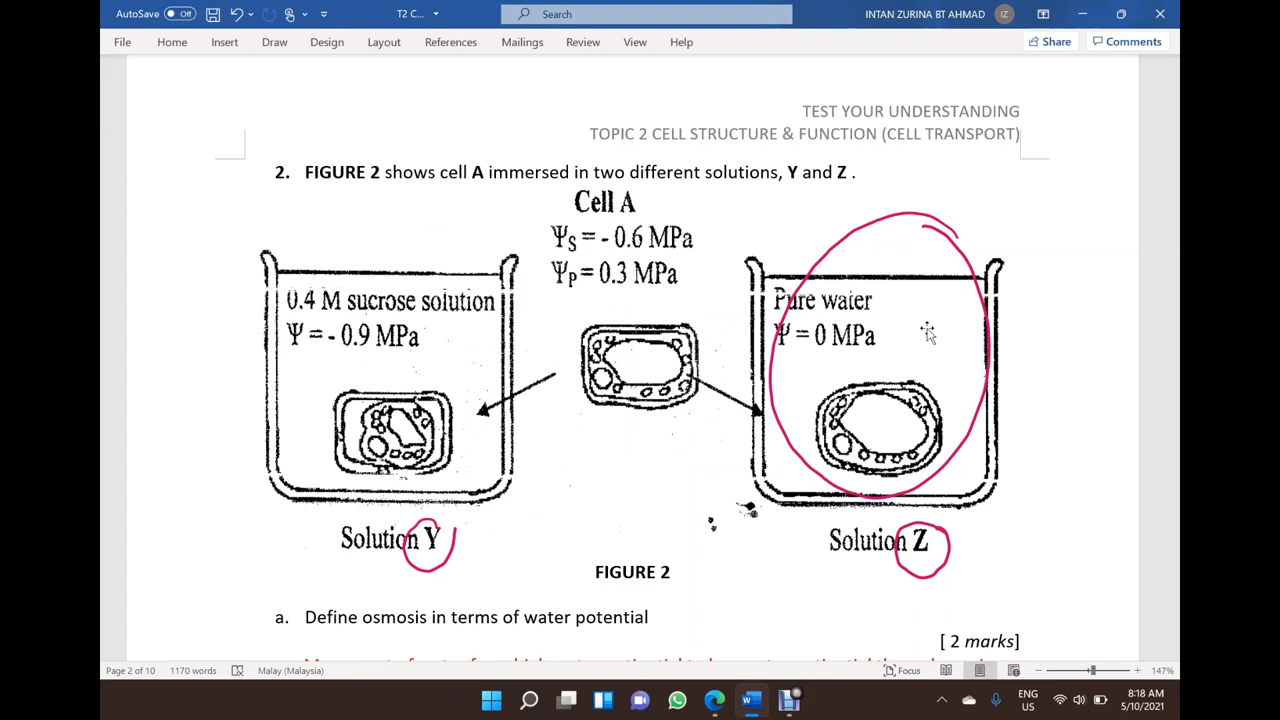 AutoSave Off T2 C... Search INTAN ZURINA BT AHMAD IZ
File Home Insert Draw Design Layout References Mailings Review View Help Share Comments
TEST YOUR UNDERSTANDING
TOPIC 2 CELL STRUCTURE & FUNCTION (CELL TRANSPORT)
2. FIGURE 2 shows cell A immersed in two different solutions, Y and Z .
Cell A
Ψs = - 0.6 MPa
Ψp = 0.3 MPa
0.4 M sucrose solution
Ψ = - 0.9 MPa
Pure water
Ψ = 0 MPa
Solution Y
Solution Z
FIGURE 2
a. Define osmosis in terms of water potential
[ 2 marks]
Page 2 of 10 1170 words Malay (Malaysia) Focus 147%
ENG
US
8:18 AM
5/10/2021